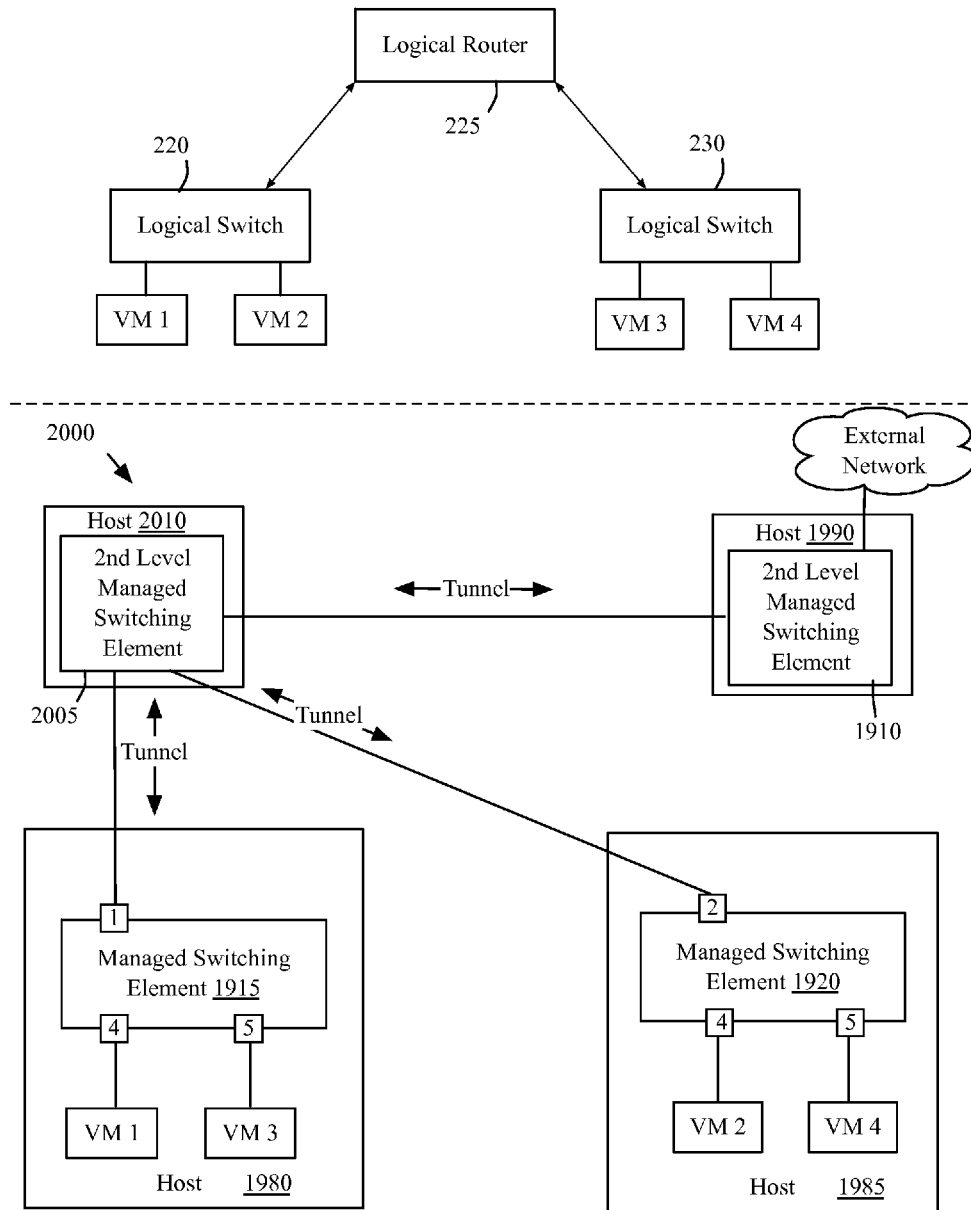 Logical Router
225
220
230
Logical Switch
Logical Switch
VM 1
VM 2
VM 3
VM 4
2000
External
Network
Host 2010
Host 1990
2nd Level
Managed
Switching
Element
2nd Level
Managed
Switching
Element
Tunnel
2005
1910
Tunnel
Tunnel
1
2
Managed Switching
Element 1915
Managed Switching
Element 1920
4
5
4
5
VM 1
VM 3
VM 2
VM 4
Host 1980
Host 1985